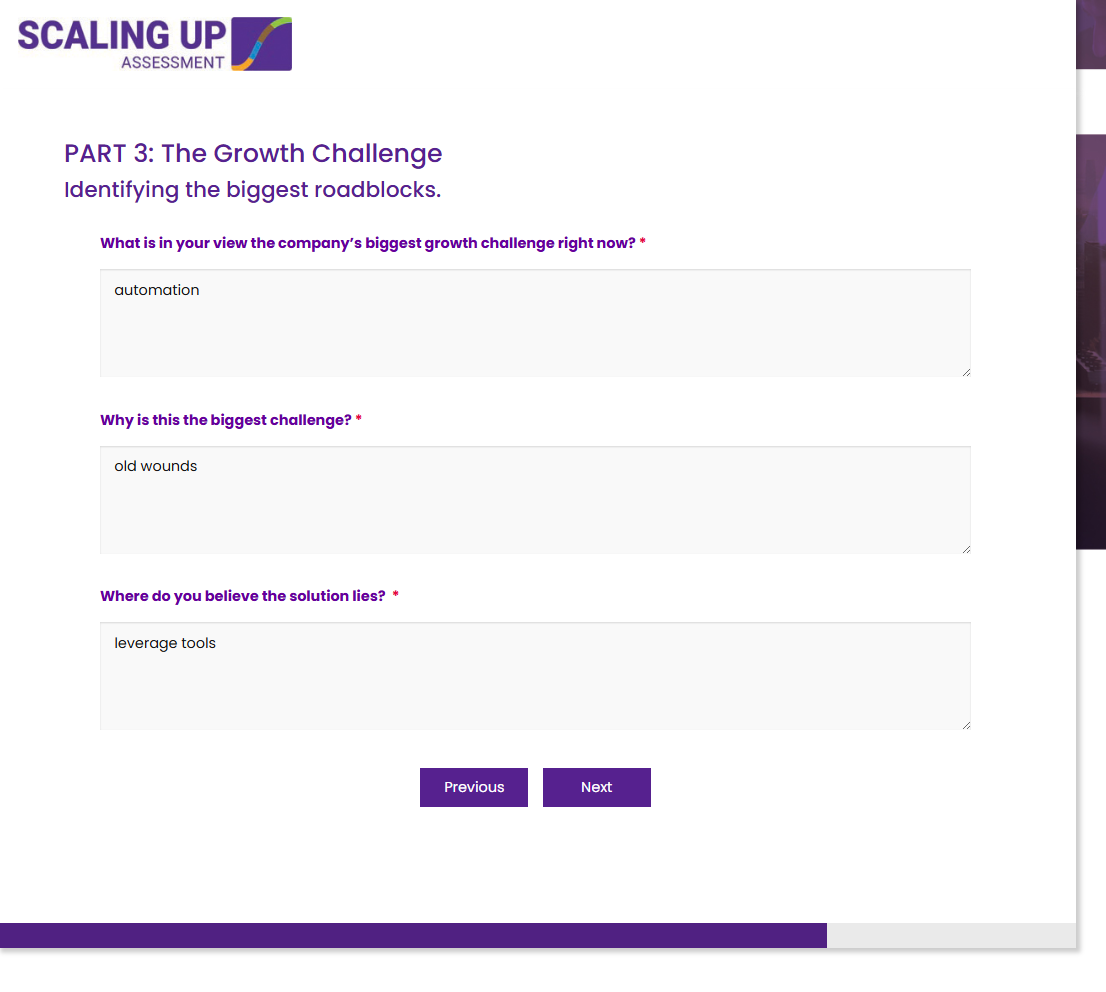 SCALING UP
ASSESSMENT
PART 3: The Growth Challenge
Identifying the biggest roadblocks.
What is in your view the company’s biggest growth challenge right now? *
automation
Why is this the biggest challenge? *
old wounds
Where do you believe the solution lies? *
leverage tools
Previous
Next